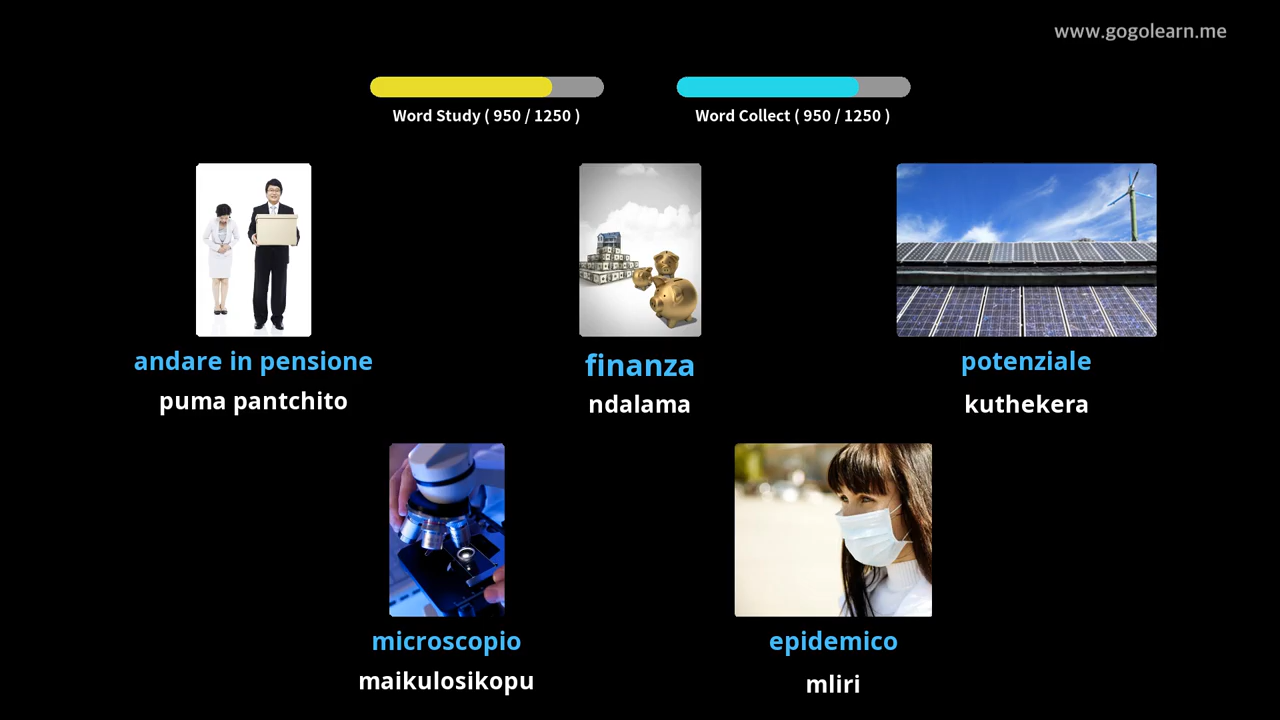 www.gogolearn.me
Word Study ( 950 / 1250 )
Word Collect ( 950 / 1250 )
andare in pensione
puma pantchito
finanza
ndalama
potenziale
kuthekera
microscopio
maikulosikopu
epidemico
mliri